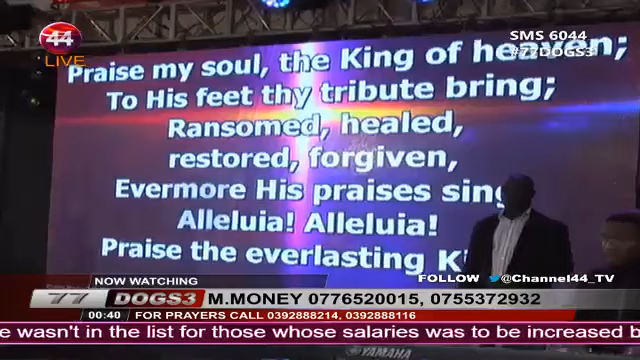 44
LIVE
SMS 6044
#77DOGS3
Praise my soul, the King of heaven;
To His feet thy tribute bring;
Ransomed, healed,
restored, forgiven,
Evermore His praises sing
Alleluia! Alleluia!
Praise the everlasting K
NOW WATCHING
FOLLOW @Channel44_TV
77 DOGS3 M.MONEY 0776520015, 0755372932
00:40 FOR PRAYERS CALL 0392888214, 0392888116
e wasn't in the list for those whose salaries was to be increased b
YAMAHA